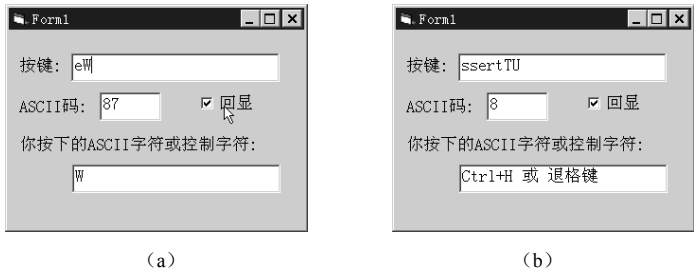 Form1
按键: eW
ASCII码: 87 回显
你按下的ASCII字符或控制字符:
W
(a)
Form1
按键: ssertTU
ASCII码: 8 回显
你按下的ASCII字符或控制字符:
Ctrl+H 或 退格键
(b)